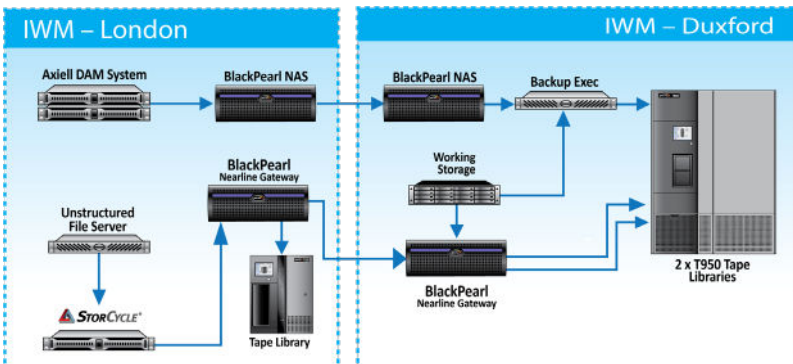 IWM – London
Axiell DAM System
BlackPearl NAS
BlackPearl
Nearline Gateway
Unstructured
File Server
STORCYCLE®
Tape Library
IWM – Duxford
BlackPearl NAS
Backup Exec
Working
Storage
BlackPearl
Nearline Gateway
2 x T950 Tape
Libraries